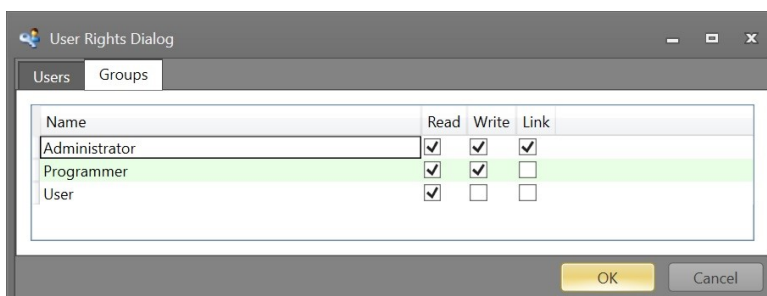 User Rights Dialog
Users Groups
Name Read Write Link
Administrator
Programmer
User
OK Cancel